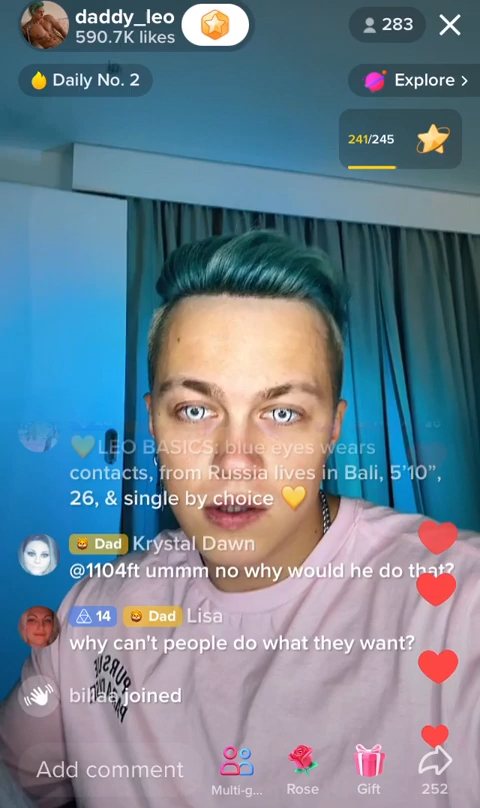 daddy_leo
590.7K likes
283
Daily No. 2
Explore >
241/245
💛LEO BASICS: blue eyes wears
contacts, from Russia lives in Bali, 5'10",
26, & single by choice 💛
Dad Krystal Dawn
@1104ft ummm no why would he do that?
14 Dad Lisa
why can't people do what they want?
joined
PURSUE
Add comment
Multi-g...
Rose
Gift
252